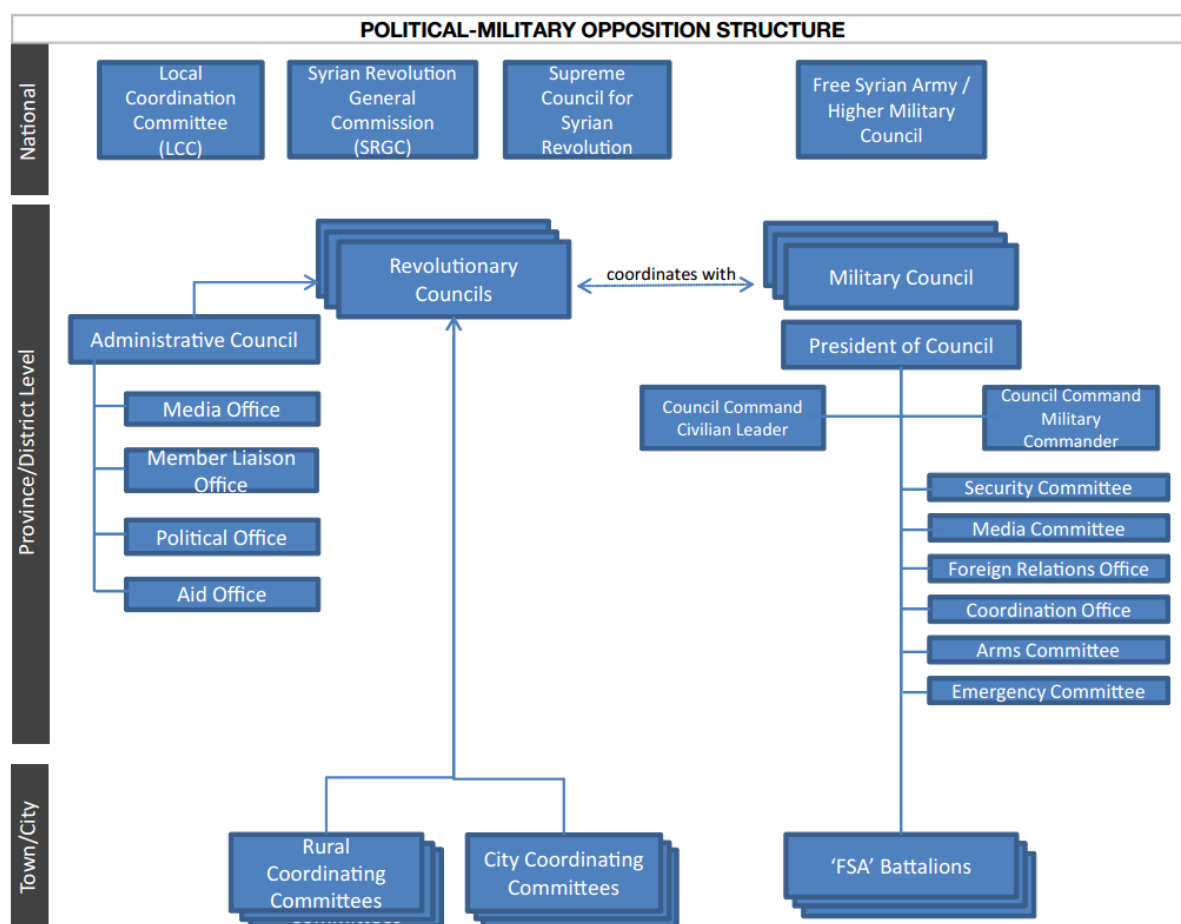 POLITICAL-MILITARY OPPOSITION STRUCTURE
National
Local
Coordination
Committee
(LCC)
Syrian Revolution
General
Commission
(SRGC)
Supreme
Council for
Syrian
Revolution
Free Syrian Army /
Higher Military
Council
Province/District Level
Revolutionary
Councils
coordinates with
Military Council
Administrative Council
President of Council
Media Office
Member Liaison
Office
Political Office
Aid Office
Council Command
Civilian Leader
Council Command
Military
Commander
Security Committee
Media Committee
Foreign Relations Office
Coordination Office
Arms Committee
Emergency Committee
Town/City
Rural
Coordinating
Committees
Committees
City Coordinating
Committees
‘FSA’ Battalions